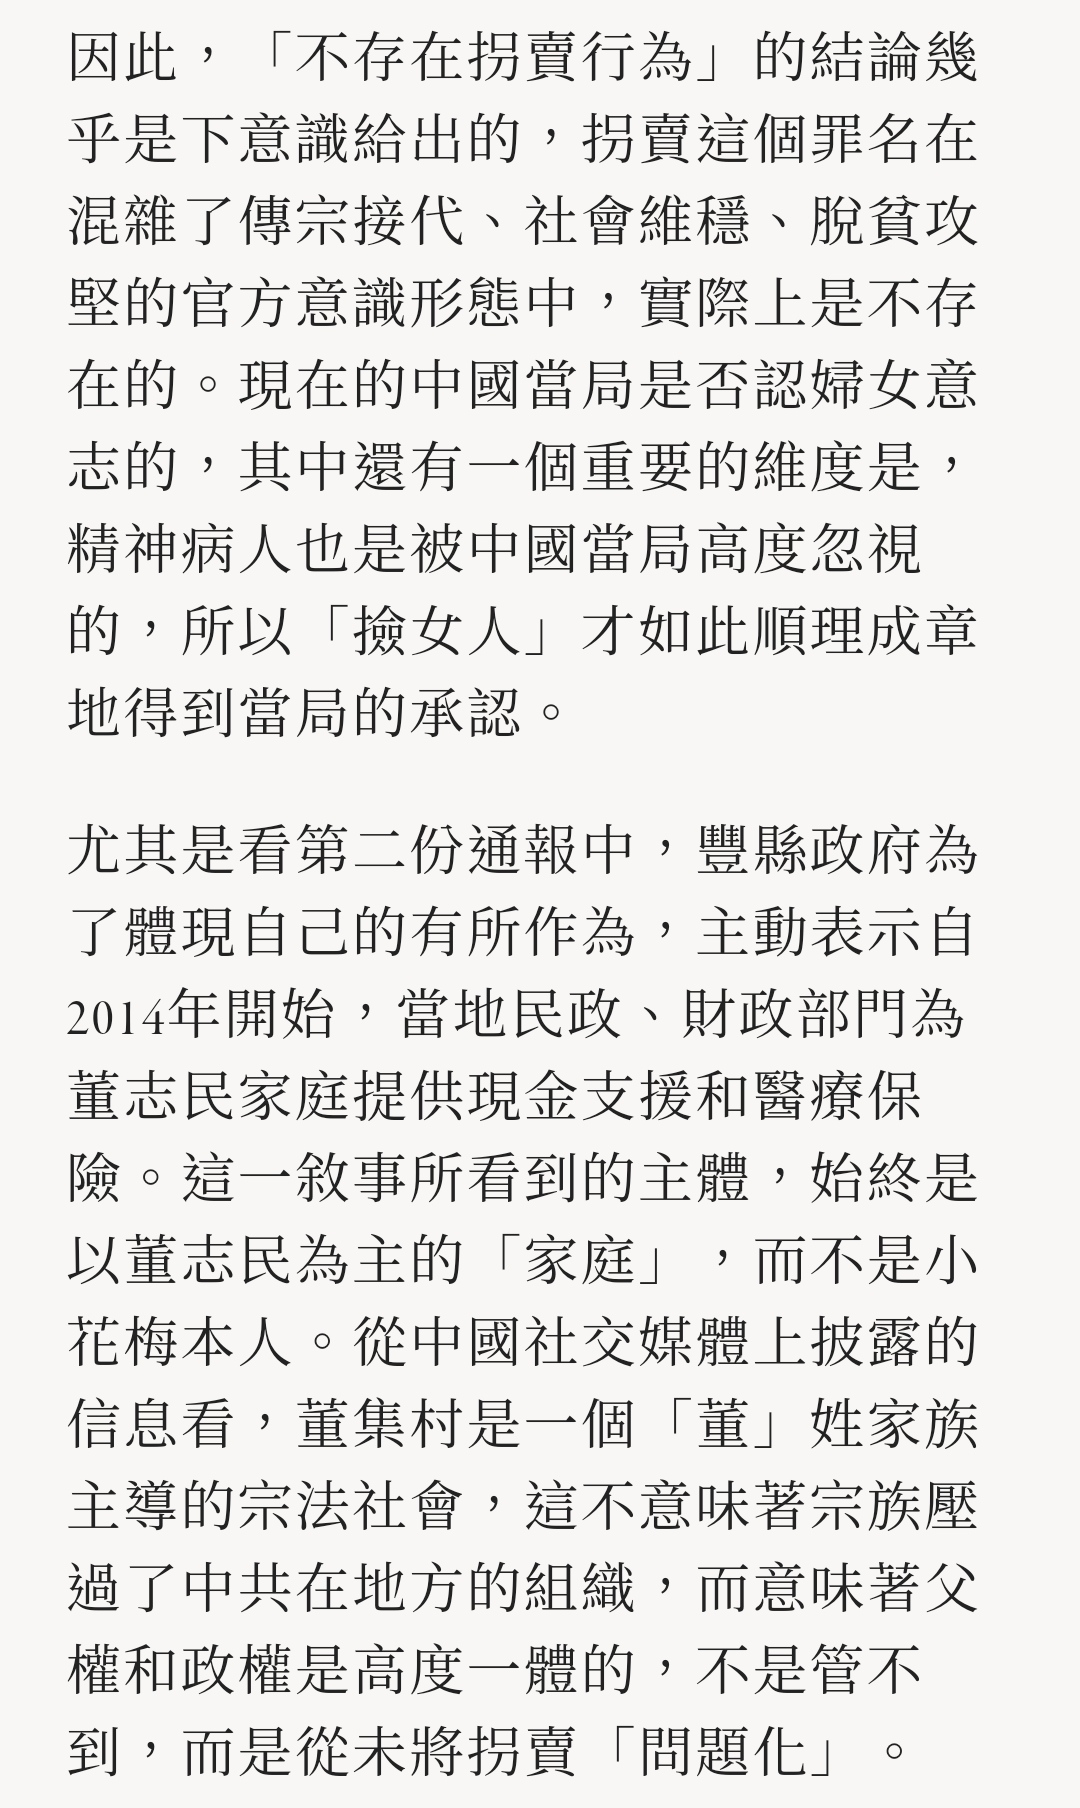 因此，「不存在拐賣行為」的結論幾
乎是下意識給出的，拐賣這個罪名在
混雜了傳宗接代、社會維穩、脫貧攻
堅的官方意識形態中，實際上是不存
在的。現在的中國當局是否認婦女意
志的，其中還有一個重要的維度是，
精神病人也是被中國當局高度忽視
的，所以「撿女人」才如此順理成章
地得到當局的承認。
尤其是看第二份通報中，豐縣政府為
了體現自己的有所作為，主動表示自
2014年開始，當地民政、財政部門為
董志民家庭提供現金支援和醫療保
險。這一敘事所看到的主體，始終是
以董志民為主的「家庭」，而不是小
花梅本人。從中國社交媒體上披露的
信息看，董集村是一個「董」姓家族
主導的宗法社會，這不意味著宗族壓
過了中共在地方的組織，而意味著父
權和政權是高度一體的，不是管不
到，而是從未將拐賣「問題化」。